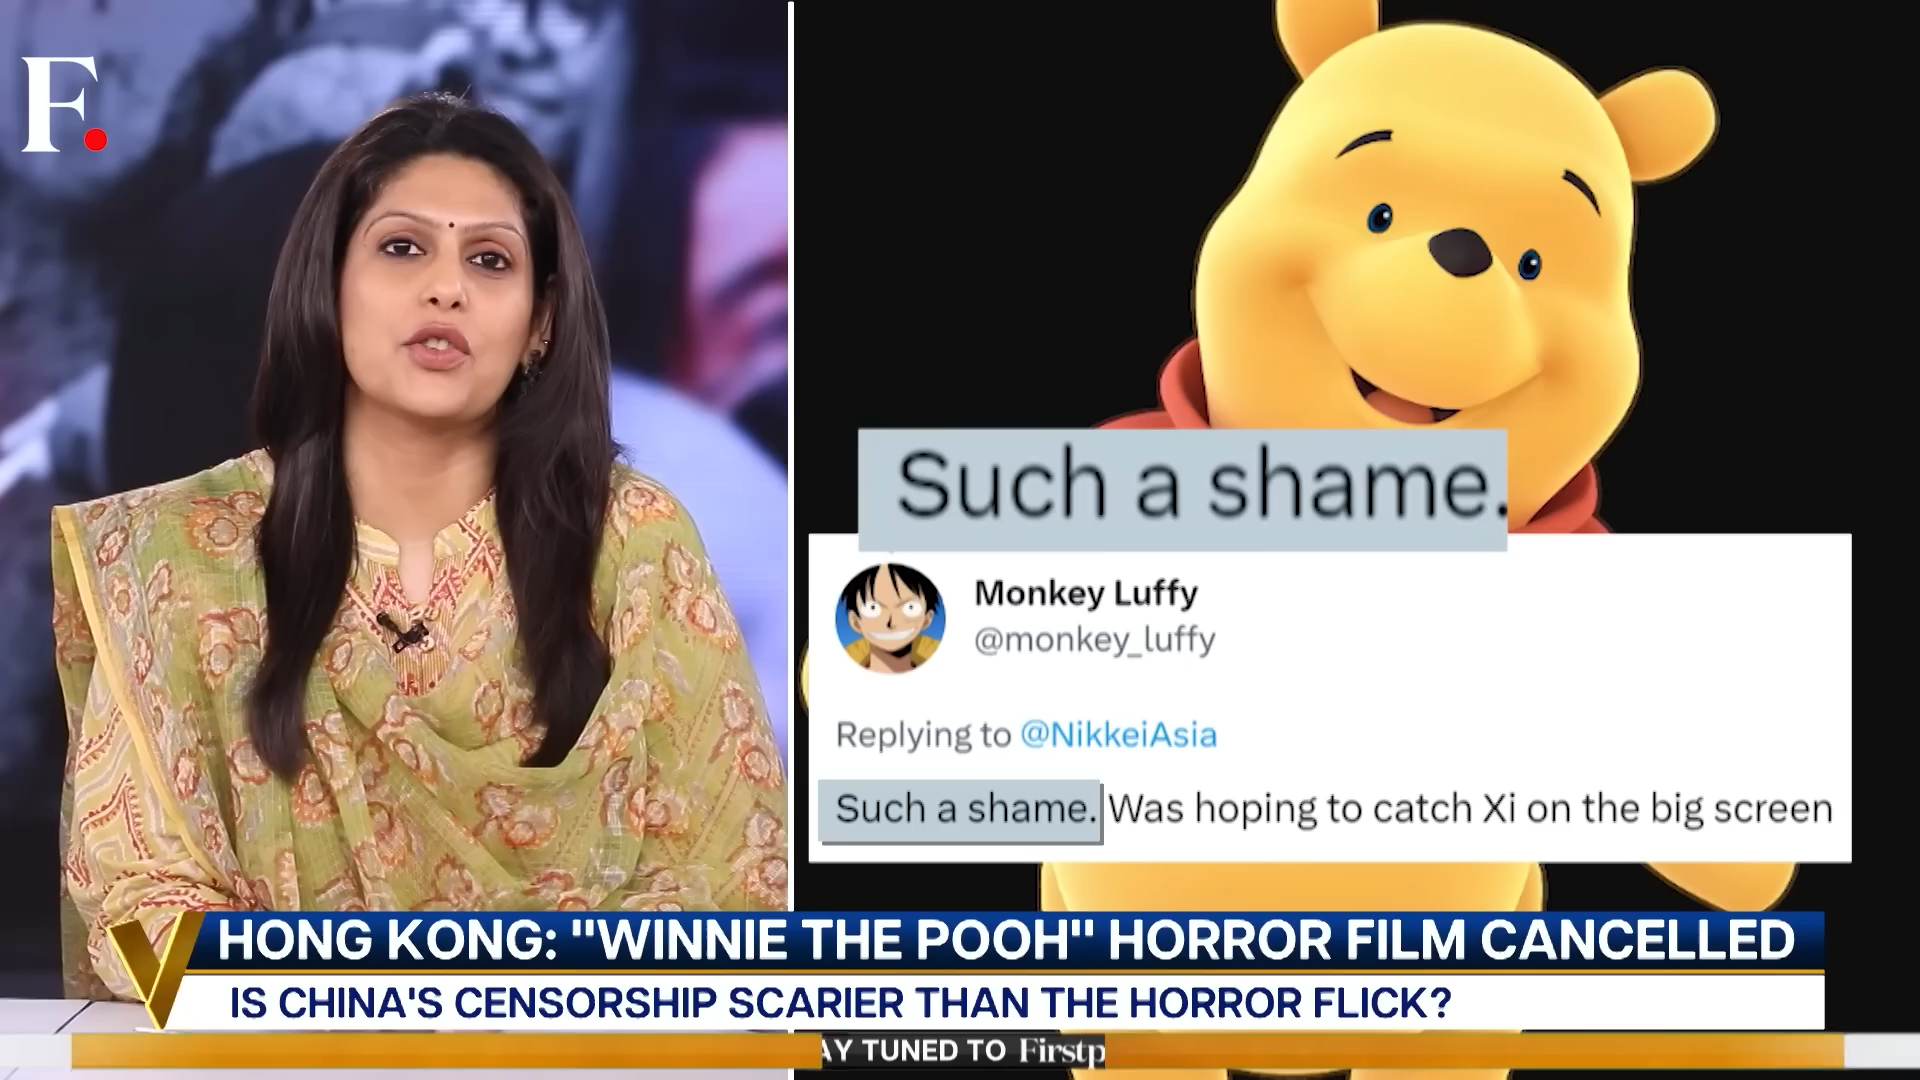 F.
Such a shame.
Monkey Luffy
@monkey_luffy
Replying to @NikkeiAsia
Such a shame. Was hoping to catch Xi on the big screen
HONG KONG: "WINNIE THE POOH" HORROR FILM CANCELLED
IS CHINA'S CENSORSHIP SCARIER THAN THE HORROR FLICK?
AY TUNED TO Firstp